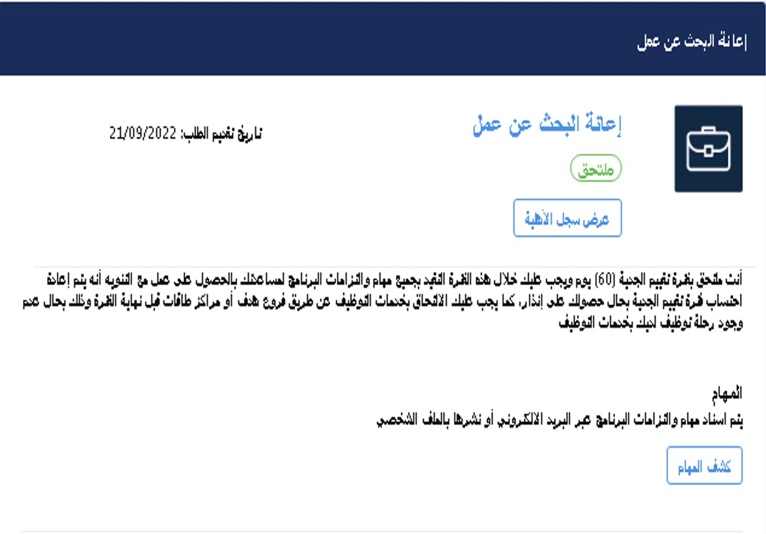 إعانة البحث عن عمل
إعانة البحث عن عمل
تاريخ تقديم الطلب: 21/09/2022
ملتحق
عرض سجل الأهلية
أنت ملتحق بفترة تقييم الجدية (60) يوم ويجب عليك خلال هذه الفترة التقيد بجميع مهام والتزامات البرنامج لمساعدتك بالحصول على عمل مع التنويه أنه يتم إعادة
احتساب فترة تقييم الجدية بحال حصولك على إنذار، كما يجب عليك الالتحاق بخدمات التوظيف عن طريق فروع هدف أو مراكز طاقات قبل نهاية الفترة وذلك بحال عدم
وجود رحلة توظيف لديك بخدمات التوظيف
المهام
يتم اسناد مهام والتزامات البرنامج عبر البريد الالكتروني أو نشرها بالملف الشخصي
كشف المهام